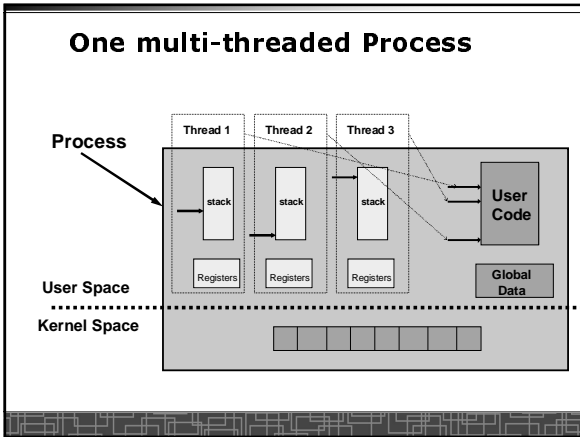 One multi-threaded Process
Process
Thread 1
Thread 2
Thread 3
stack
stack
stack
User
Code
Registers
Registers
Registers
Global
Data
User Space
Kernel Space